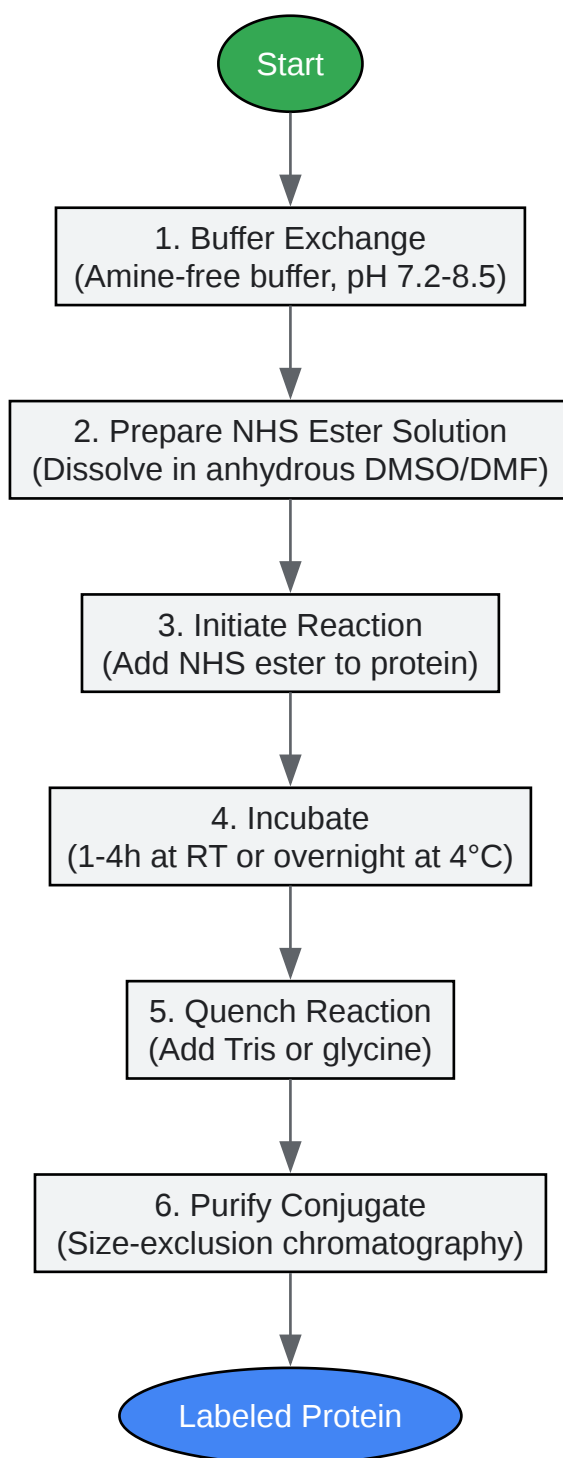 Start
1. Buffer Exchange
(Amine-free buffer, pH 7.2-8.5)
2. Prepare NHS Ester Solution
(Dissolve in anhydrous DMSO/DMF)
3. Initiate Reaction
(Add NHS ester to protein)
4. Incubate
(1-4h at RT or overnight at 4°C)
5. Quench Reaction
(Add Tris or glycine)
6. Purify Conjugate
(Size-exclusion chromatography)
Labeled Protein